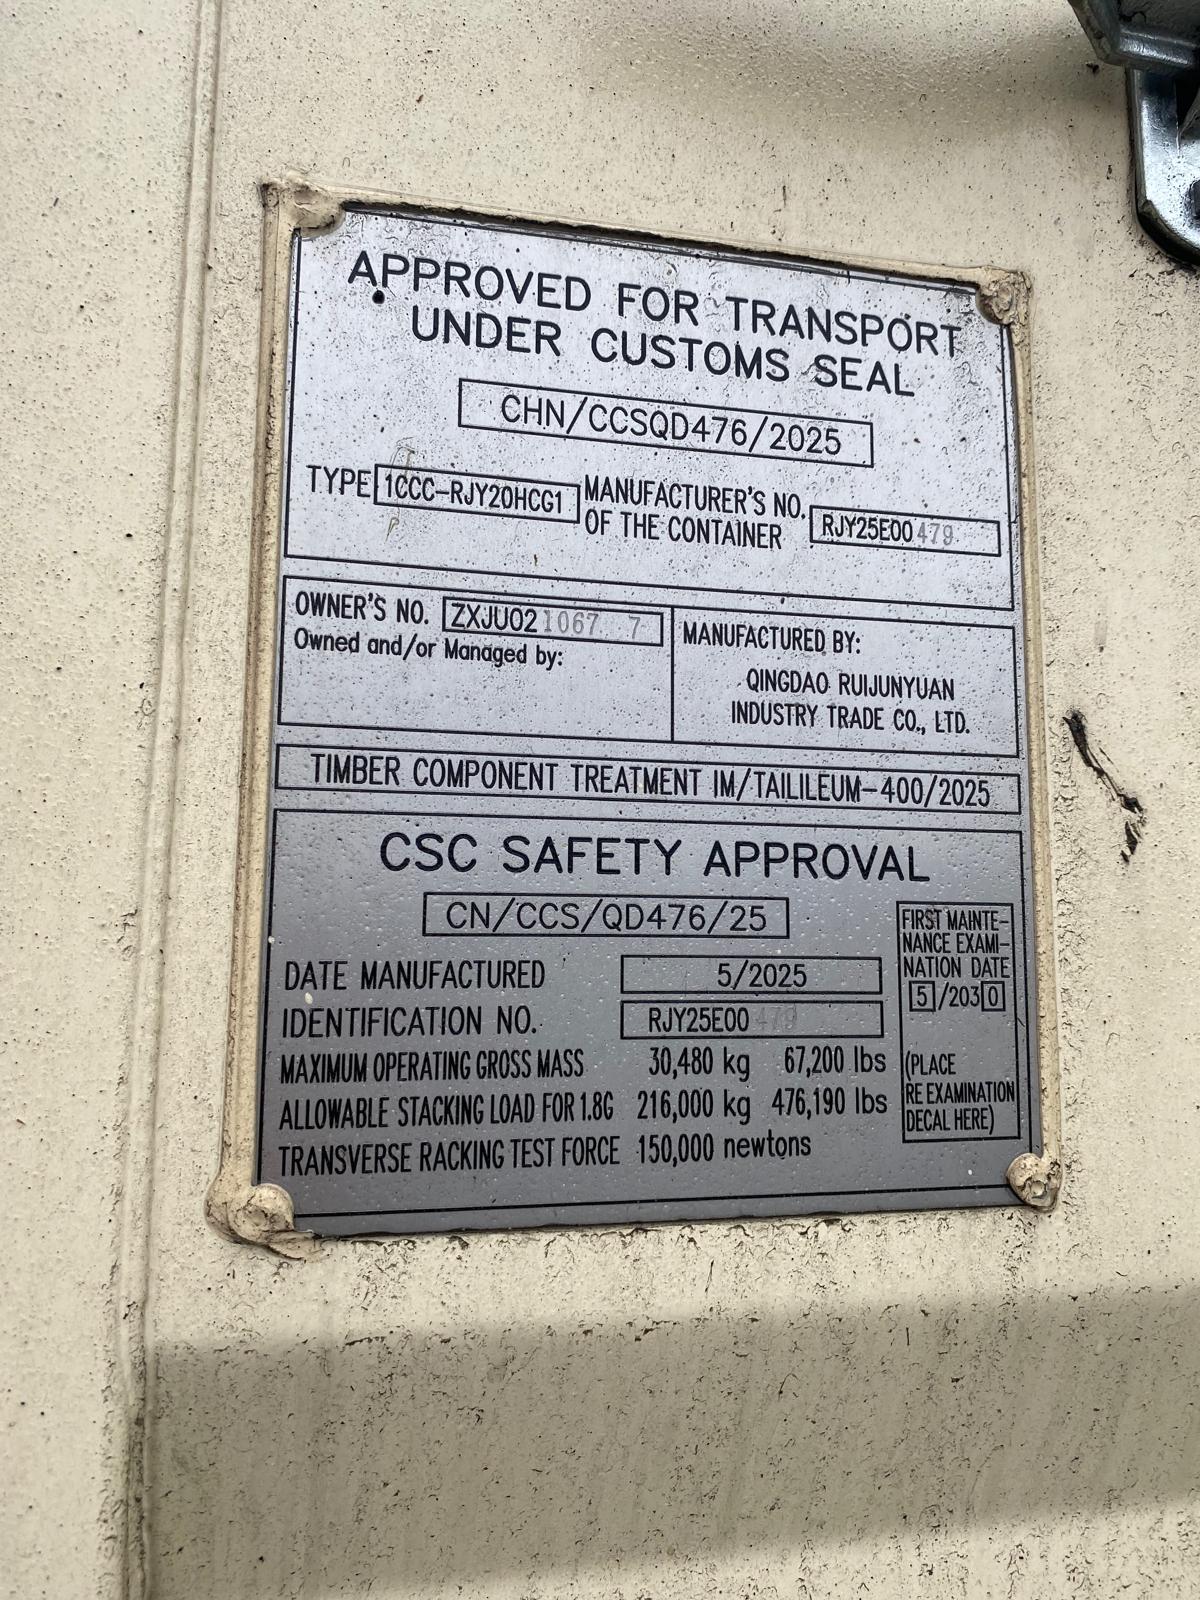 APPROVED FOR TRANSPORT
UNDER CUSTOMS SEAL
CHN/CCSQD476/2025
TYPE 1CCC-RJY20HCG1 MANUFACTURER'S NO.
OF THE CONTAINER RJY25E00479
OWNER'S NO. ZXJU021067 7
Owned and/or Managed by:
MANUFACTURED BY:
QINGDAO RUIJUNYUAN
INDUSTRY TRADE CO., LTD.
TIMBER COMPONENT TREATMENT IM/TAILILEUM-400/2025
CSC SAFETY APPROVAL
CN/CCS/QD476/25
DATE MANUFACTURED 5/2025
IDENTIFICATION NO. RJY25E00479
MAXIMUM OPERATING GROSS MASS 30,480 kg 67,200 lbs
ALLOWABLE STACKING LOAD FOR 1.8G 216,000 kg 476,190 lbs
TRANSVERSE RACKING TEST FORCE 150,000 newtons
FIRST MAINTE-
NANCE EXAMI-
NATION DATE
5/2030
(PLACE
RE EXAMINATION
DECAL HERE)